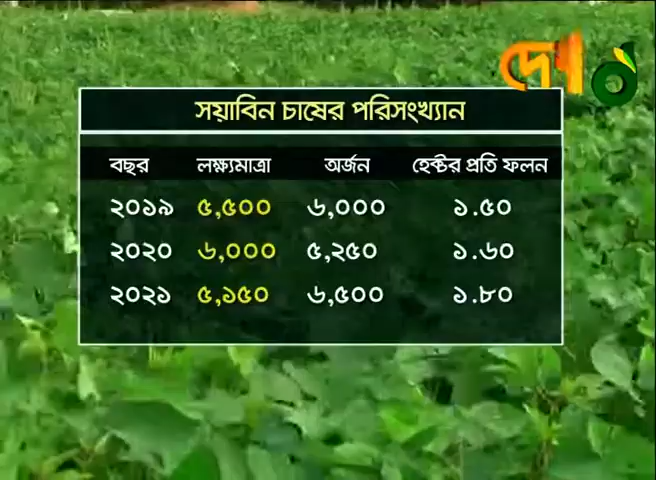 দেশ
সয়াবিন চাষের পরিসংখ্যান
বছর লক্ষ্যমাত্রা অর্জন হেক্টর প্রতি ফলন
২০১৯ ৫,৫০০ ৬,০০০ ১.৫০
২০২০ ৬,০০০ ৫,২৫০ ১.৬০
২০২১ ৫,১৫০ ৬,৫০০ ১.৮০